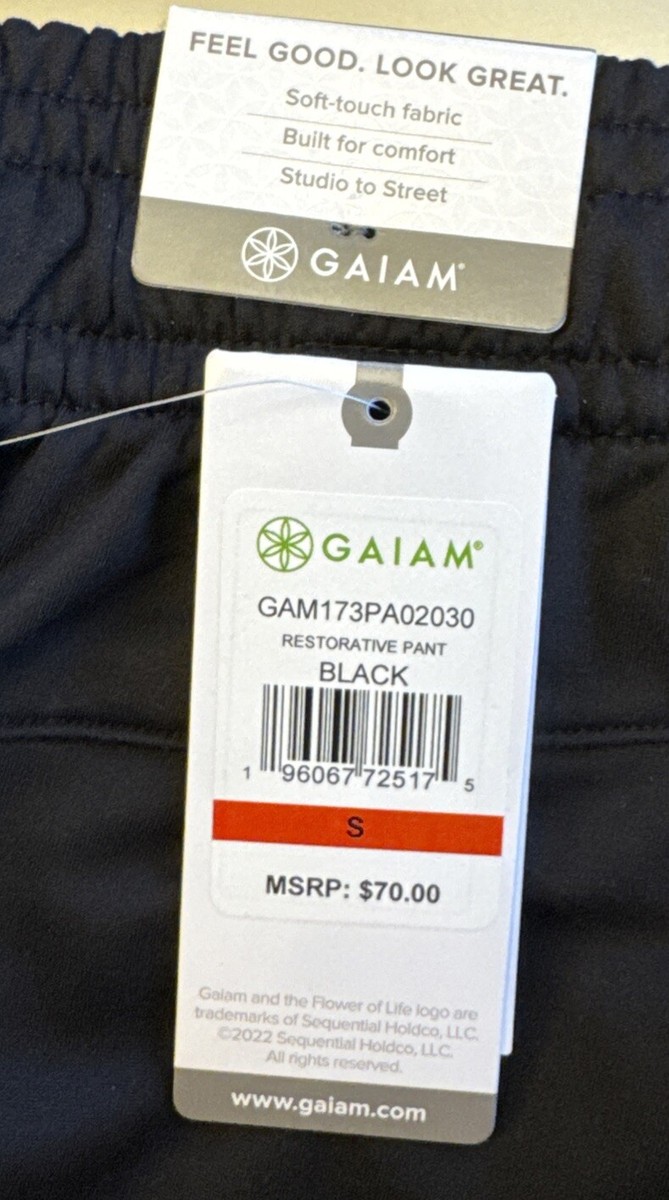 FEEL GOOD. LOOK GREAT.
Soft-touch fabric
Built for comfort
Studio to Street
GAIAM®
GAIAM®
GAM173PA02030
RESTORATIVE PANT
BLACK
1 96067 72517 5
S
MSRP: $70.00
Gaiam and the Flower of Life logo are
trademarks of Sequential Holdco, LLC.
©2022 Sequential Holdco, LLC.
All rights reserved.
www.gaiam.com